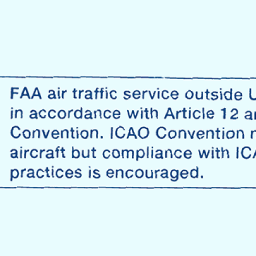 FAA air traffic service outside U
in accordance with Article 12 a
Convention. ICAO Convention
aircraft but compliance with ICA
practices is encouraged.